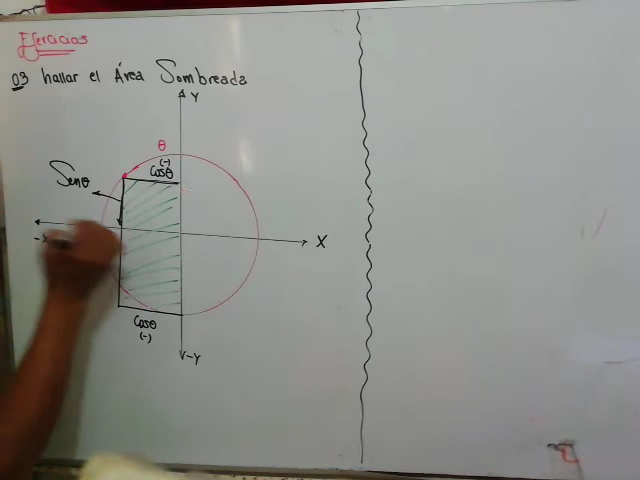 Ejercicios
03 hallar el Área Sombreada
Y
θ
(-)
Cosθ
Senθ
-X
X
Cosθ
(-)
-Y